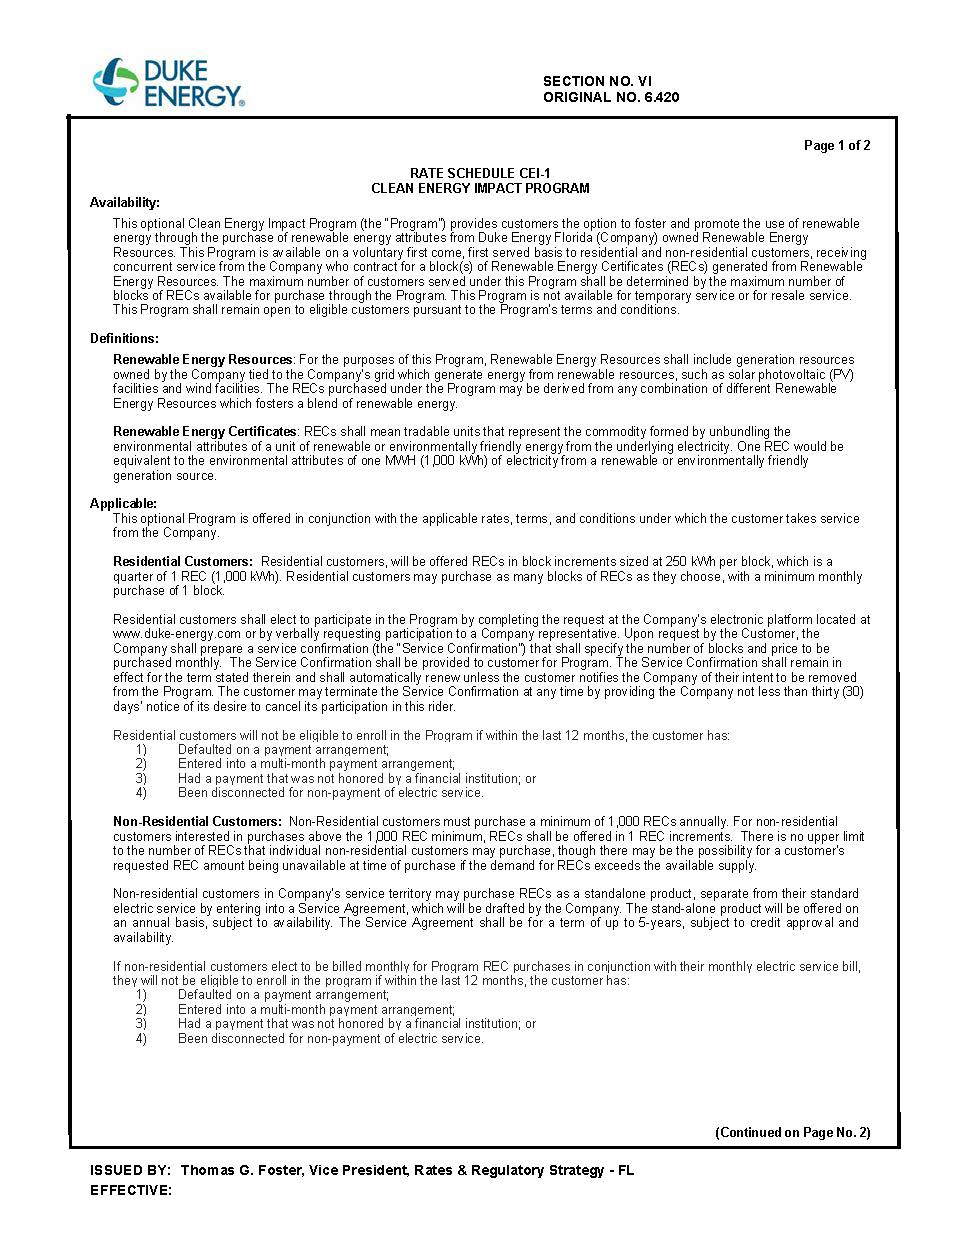 DUKE
ENERGY®
SECTION NO. VI
ORIGINAL NO. 6.420
Page 1 of 2
RATE SCHEDULE CEI-1
CLEAN ENERGY IMPACT PROGRAM
Availability:
This optional Clean Energy Impact Program (the "Program") provides customers the option to foster and promote the use of renewable
energy through the purchase of renewable energy attributes from Duke Energy Florida (Company) owned Renewable Energy
Resources. This Program is available on a voluntary first come, first served basis to residential and non-residential customers, receiving
concurrent service from the Company who contract for a block(s) of Renewable Energy Certificates (RECs) generated from Renewable
Energy Resources. The maximum number of customers served under this Program shall be determined by the maximum number of
blocks of RECs available for purchase through the Program. This Program is not available for temporary service or for resale service.
This Program shall remain open to eligible customers pursuant to the Program's terms and conditions.
Definitions:
Renewable Energy Resources: For the purposes of this Program, Renewable Energy Resources shall include generation resources
owned by the Company tied to the Company's grid which generate energy from renewable resources, such as solar photovoltaic (PV)
facilities and wind facilities. The RECs purchased under the Program may be derived from any combination of different Renewable
Energy Resources which fosters a blend of renewable energy.
Renewable Energy Certificates: RECs shall mean tradable units that represent the commodity formed by unbundling the
environmental attributes of a unit of renewable or environmentally friendly energy from the underlying electricity. One REC would be
equivalent to the environmental attributes of one MWH (1,000 kWh) of electricity from a renewable or environmentally friendly
generation source.
Applicable:
This optional Program is offered in conjunction with the applicable rates, terms, and conditions under which the customer takes service
from the Company.
Residential Customers: Residential customers, will be offered RECs in block increments sized at 250 kWh per block, which is a
quarter of 1 REC (1,000 kWh). Residential customers may purchase as many blocks of RECs as they choose, with a minimum monthly
purchase of 1 block.
Residential customers shall elect to participate in the Program by completing the request at the Company's electronic platform located at
www.duke-energy.com or by verbally requesting participation to a Company representative. Upon request by the Customer, the
Company shall prepare a service confirmation (the "Service Confirmation") that shall specify the number of blocks and price to be
purchased monthly. The Service Confirmation shall be provided to customer for Program. The Service Confirmation shall remain in
effect for the term stated therein and shall automatically renew unless the customer notifies the Company of their intent to be removed
from the Program. The customer may terminate the Service Confirmation at any time by providing the Company not less than thirty (30)
days' notice of its desire to cancel its participation in this rider.
Residential customers will not be eligible to enroll in the Program if within the last 12 months, the customer has:
1) Defaulted on a payment arrangement;
2) Entered into a multi-month payment arrangement;
3) Had a payment that was not honored by a financial institution; or
4) Been disconnected for non-payment of electric service.
Non-Residential Customers: Non-Residential customers must purchase a minimum of 1,000 RECs annually. For non-residential
customers interested in purchases above the 1,000 REC minimum, RECs shall be offered in 1 REC increments. There is no upper limit
to the number of RECs that individual non-residential customers may purchase, though there may be the possibility for a customer's
requested REC amount being unavailable at time of purchase if the demand for RECs exceeds the available supply.
Non-residential customers in Company's service territory may purchase RECs as a standalone product, separate from their standard
electric service by entering into a Service Agreement, which will be drafted by the Company. The stand-alone product will be offered on
an annual basis, subject to availability. The Service Agreement shall be for a term of up to 5-years, subject to credit approval and
availability.
If non-residential customers elect to be billed monthly for Program REC purchases in conjunction with their monthly electric service bill,
they will not be eligible to enroll in the program if within the last 12 months, the customer has:
1) Defaulted on a payment arrangement;
2) Entered into a multi-month payment arrangement;
3) Had a payment that was not honored by a financial institution; or
4) Been disconnected for non-payment of electric service.
(Continued on Page No. 2)
ISSUED BY: Thomas G. Foster, Vice President, Rates & Regulatory Strategy - FL
EFFECTIVE: